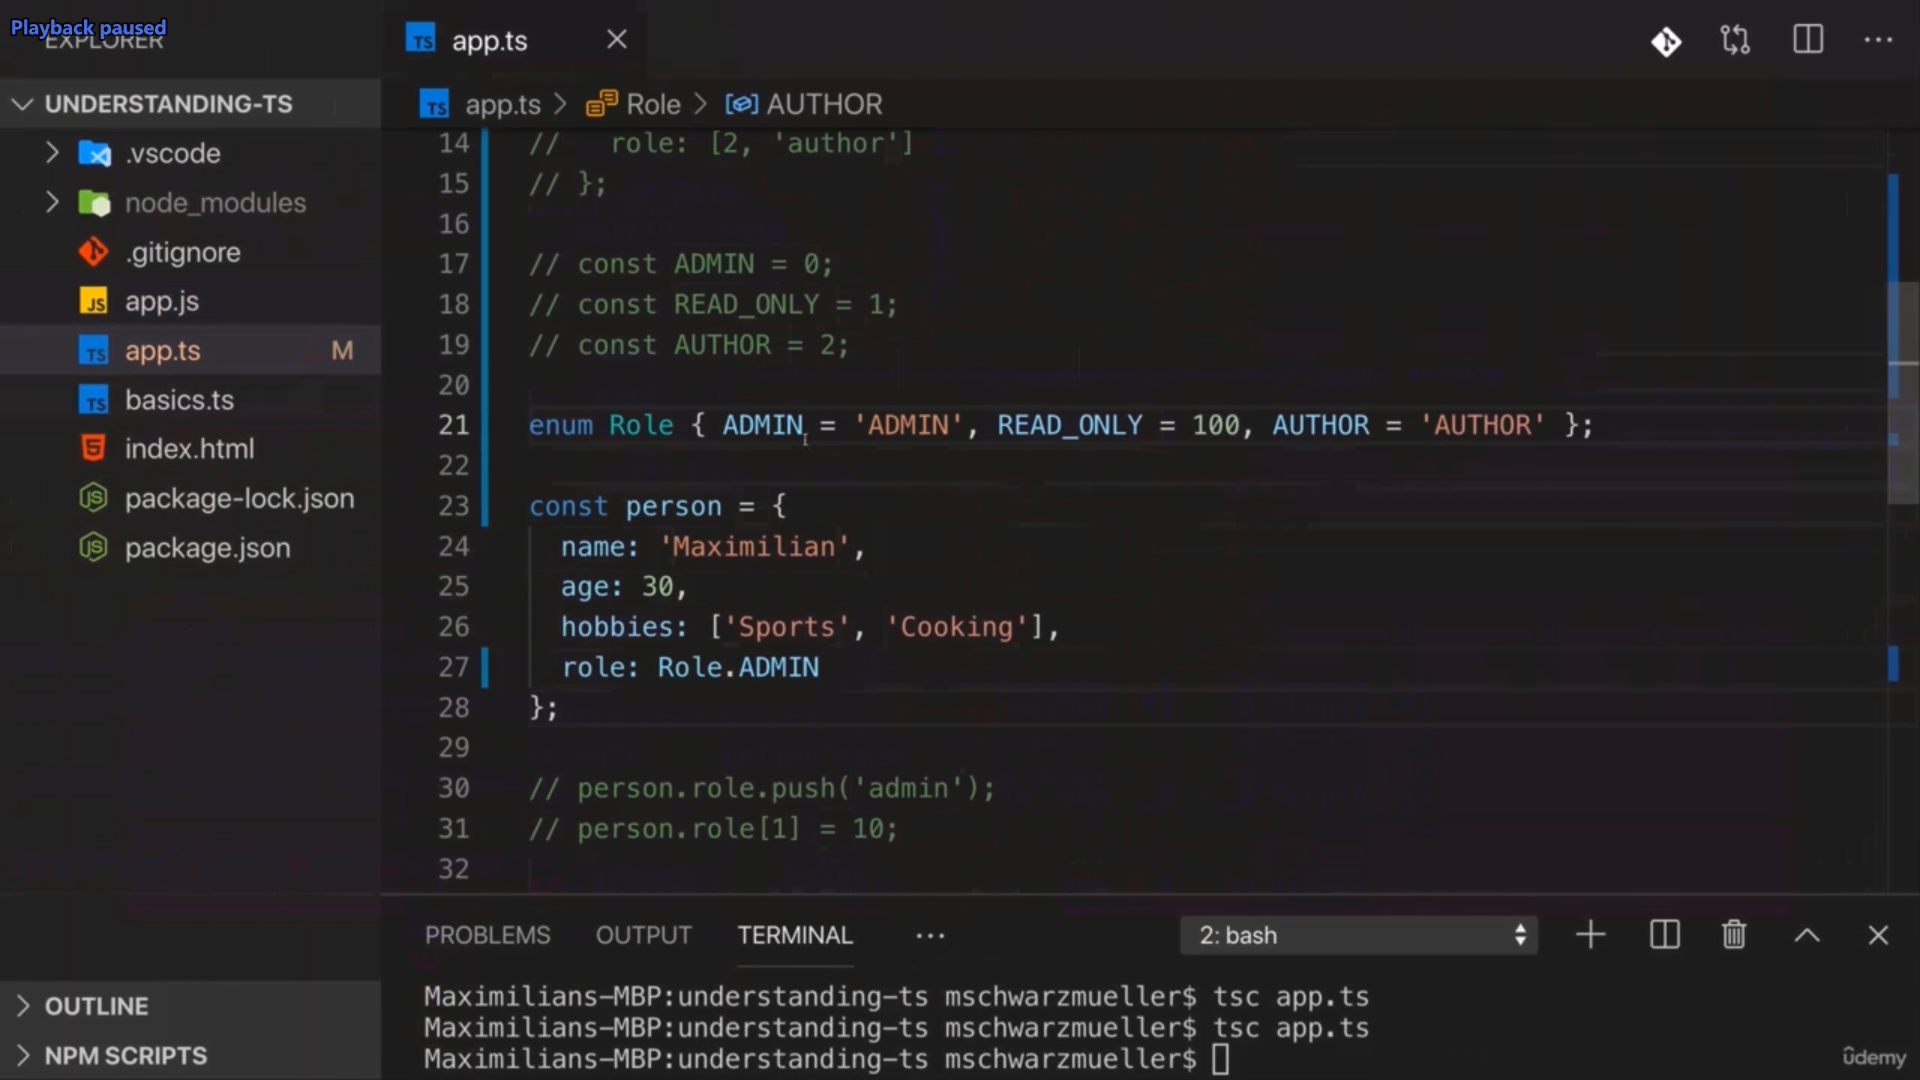 Playback paused
EXPLORER
TS app.ts
UNDERSTANDING-TS
TS app.ts > Role > AUTHOR
.vscode
node_modules
.gitignore
JS app.js
TS app.ts M
TS basics.ts
index.html
package-lock.json
package.json
14 //   role: [2, 'author']
15 // };
16
17 // const ADMIN = 0;
18 // const READ_ONLY = 1;
19 // const AUTHOR = 2;
20
21 enum Role { ADMIN = 'ADMIN', READ_ONLY = 100, AUTHOR = 'AUTHOR' };
22
23 const person = {
24   name: 'Maximilian',
25   age: 30,
26   hobbies: ['Sports', 'Cooking'],
27   role: Role.ADMIN
28 };
29
30 // person.role.push('admin');
31 // person.role[1] = 10;
32
PROBLEMS OUTPUT TERMINAL ··· 2: bash
Maximilians-MBP:understanding-ts mschwarzmueller$ tsc app.ts
Maximilians-MBP:understanding-ts mschwarzmueller$ tsc app.ts
Maximilians-MBP:understanding-ts mschwarzmueller$
OUTLINE
NPM SCRIPTS
ûdemy